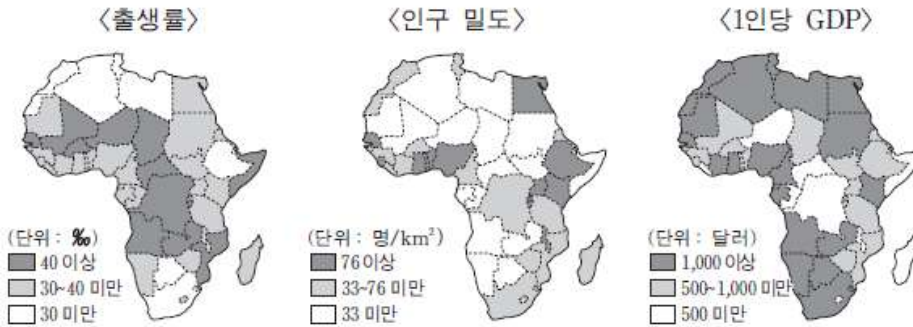 〈출생률〉
(단위 : ‰)
40 이상
30~40 미만
30 미만
〈인구 밀도〉
(단위 : 명/km²)
76 이상
33~76 미만
33 미만
〈1인당 GDP〉
(단위 : 달러)
1,000 이상
500~1,000 미만
500 미만